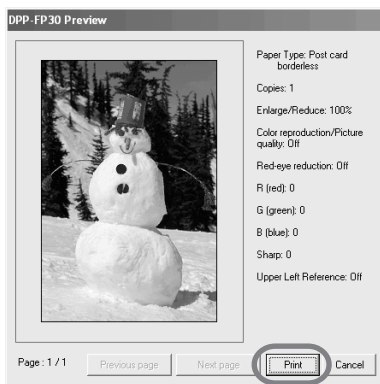 DPP-FP30 Preview
Paper Type: Post card
borderless
Copies: 1
Enlarge/Reduce: 100%
Color reproduction/Picture
quality: Off
Red-eye reduction: Off
R (red): 0
G (green): 0
B (blue): 0
Sharp: 0
Upper Left Reference: Off
Page : 1 / 1 Previous page Next page Print Cancel